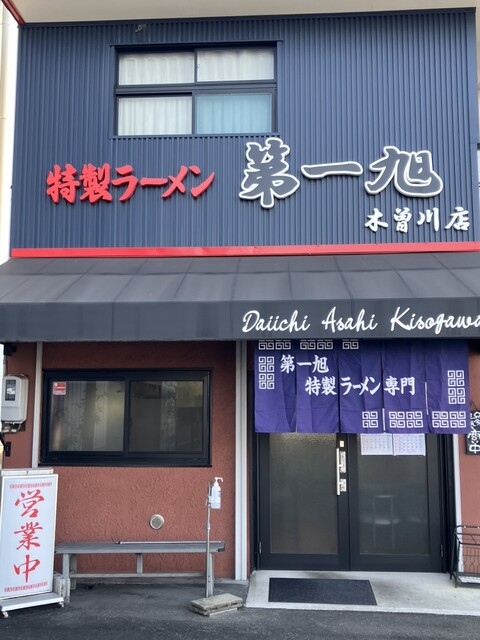 特製ラーメン 第一旭
木曽川店
Daiichi Asahi Kisogawa
第一旭
特製ラーメン専門
営業中